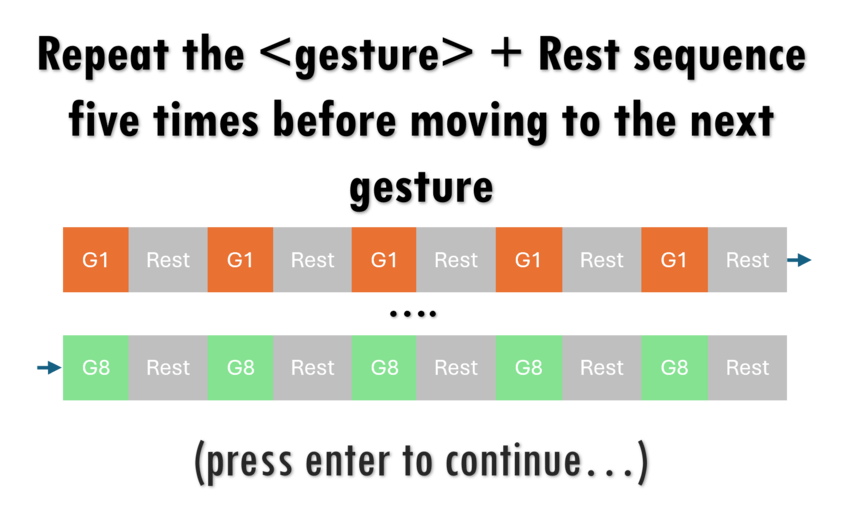 Repeat the <gesture> + Rest sequence
five times before moving to the next
gesture
G1 Rest G1 Rest G1 Rest G1 Rest G1 Rest
....
G8 Rest G8 Rest G8 Rest G8 Rest G8 Rest
(press enter to continue...)